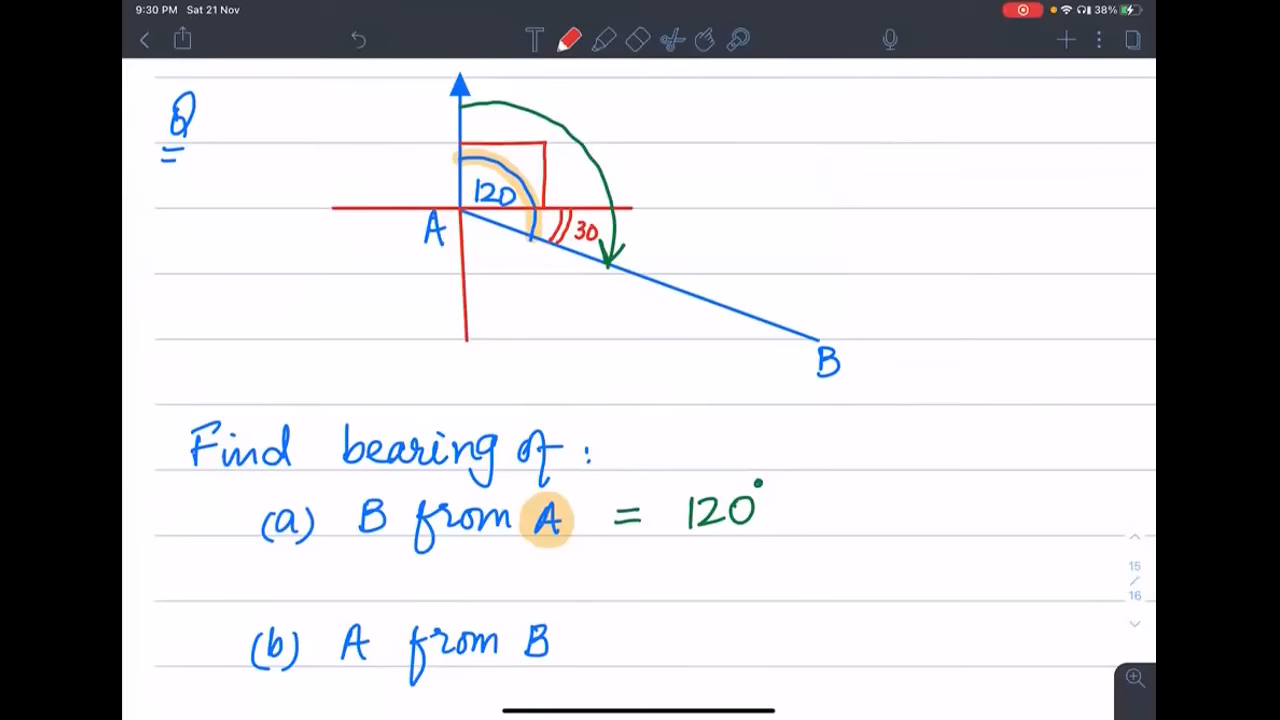 9:30 PM Sat 21 Nov
38%
T
Q
120
A
30
B
Find bearing of :
(a) B from A = 120°
15
/
16
(b) A from B